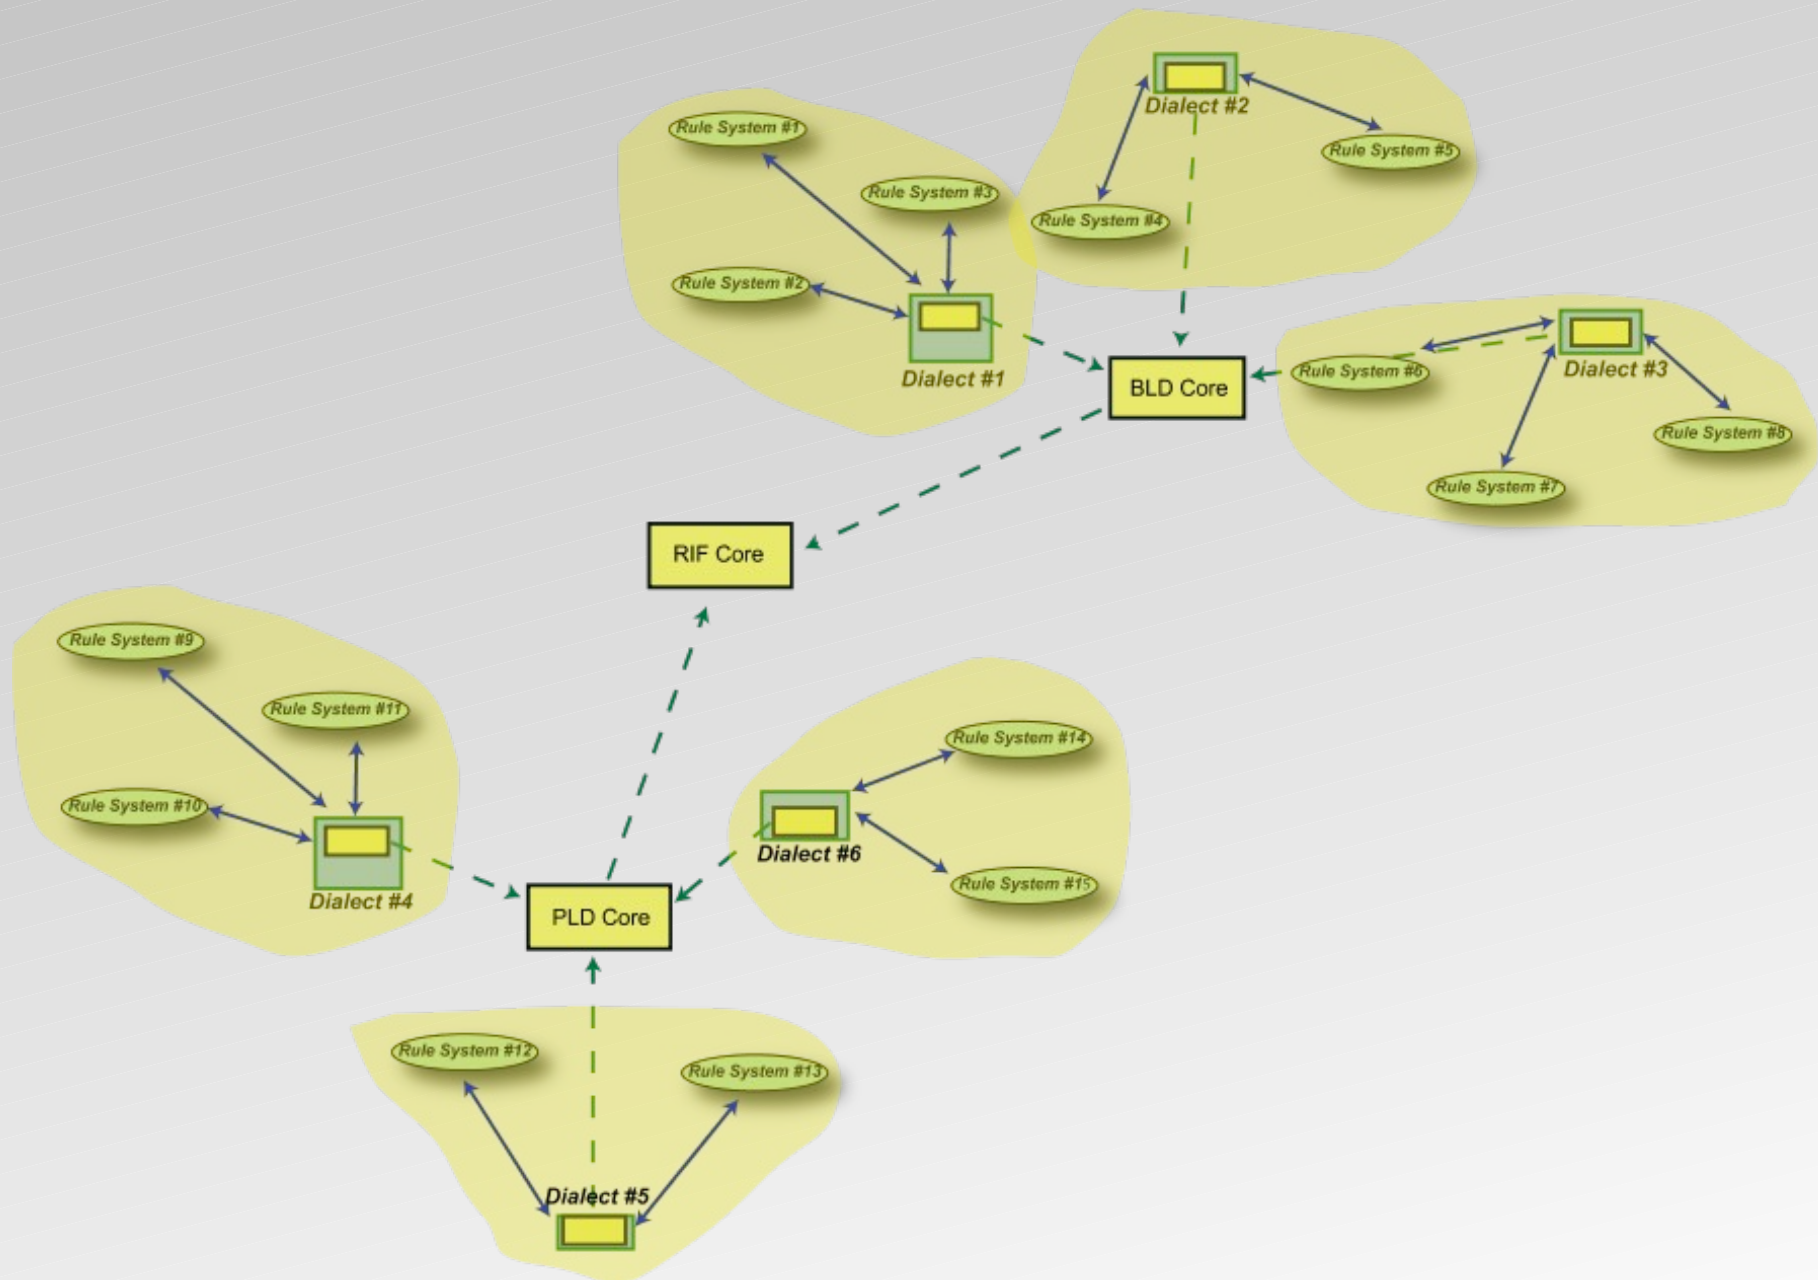 Dialect #2
Rule System #1
Rule System #5
Rule System #3
Rule System #4
Rule System #2
Dialect #1
BLD Core
Rule System #6
Dialect #3
Rule System #8
Rule System #7
RIF Core
Rule System #9
Rule System #11
Rule System #14
Rule System #10
Dialect #6
Rule System #15
Dialect #4
PLD Core
Rule System #12
Rule System #13
Dialect #5